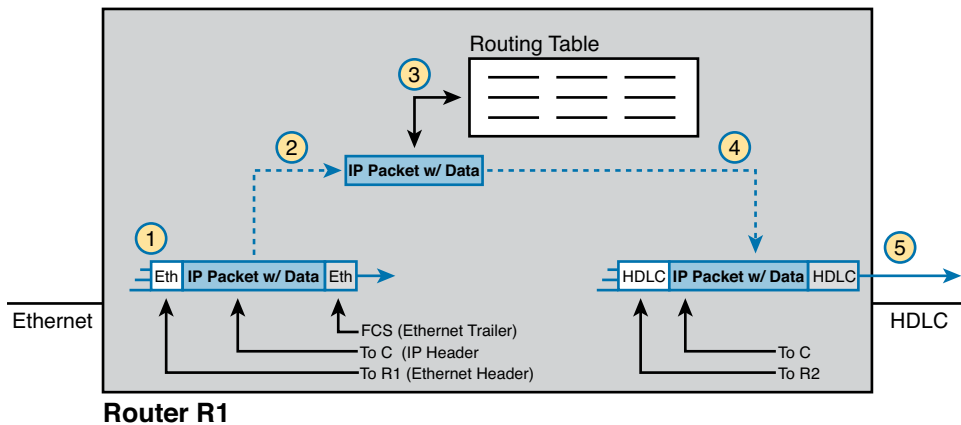 Routing Table
3
2
4
IP Packet w/ Data
1
5
Eth IP Packet w/ Data Eth
HDLC IP Packet w/ Data HDLC
Ethernet
HDLC
FCS (Ethernet Trailer)
To C (IP Header
To R1 (Ethernet Header)
To C
To R2
Router R1